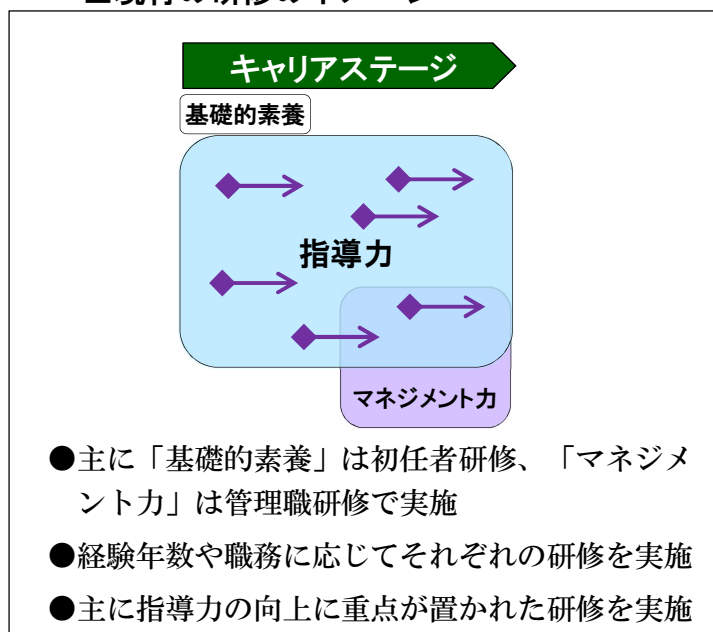 キャリアステージ
基礎的素養
指導力
マネジメント力
●主に「基礎的素養」は初任者研修、「マネジメ
ント力」は管理職研修で実施
●経験年数や職務に応じてそれぞれの研修を実施
●主に指導力の向上に重点が置かれた研修を実施